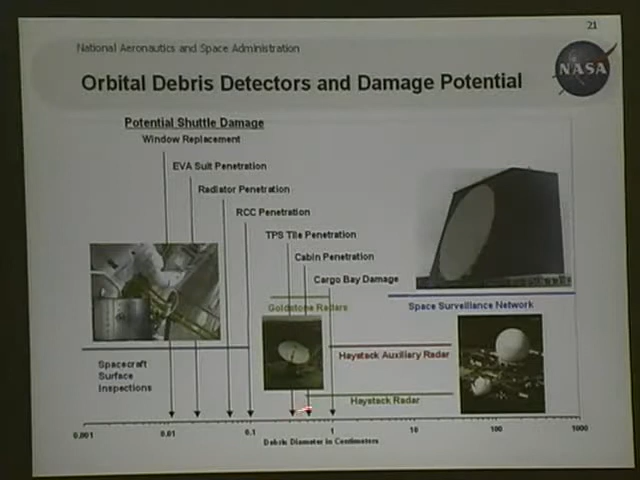 21
National Aeronautics and Space Administration
Orbital Debris Detectors and Damage Potential
NASA
Potential Shuttle Damage
Window Replacement
EVA Suit Penetration
Radiator Penetration
RCC Penetration
TPS Tile Penetration
Cabin Penetration
Cargo Bay Damage
Goldstone Radars
Space Surveillance Network
Spacecraft
Surface
Inspections
Haystack Auxiliary Radar
Haystack Radar
0.001 0.01 0.1 1 10 100 1000
Debris Diameter in Centimeters